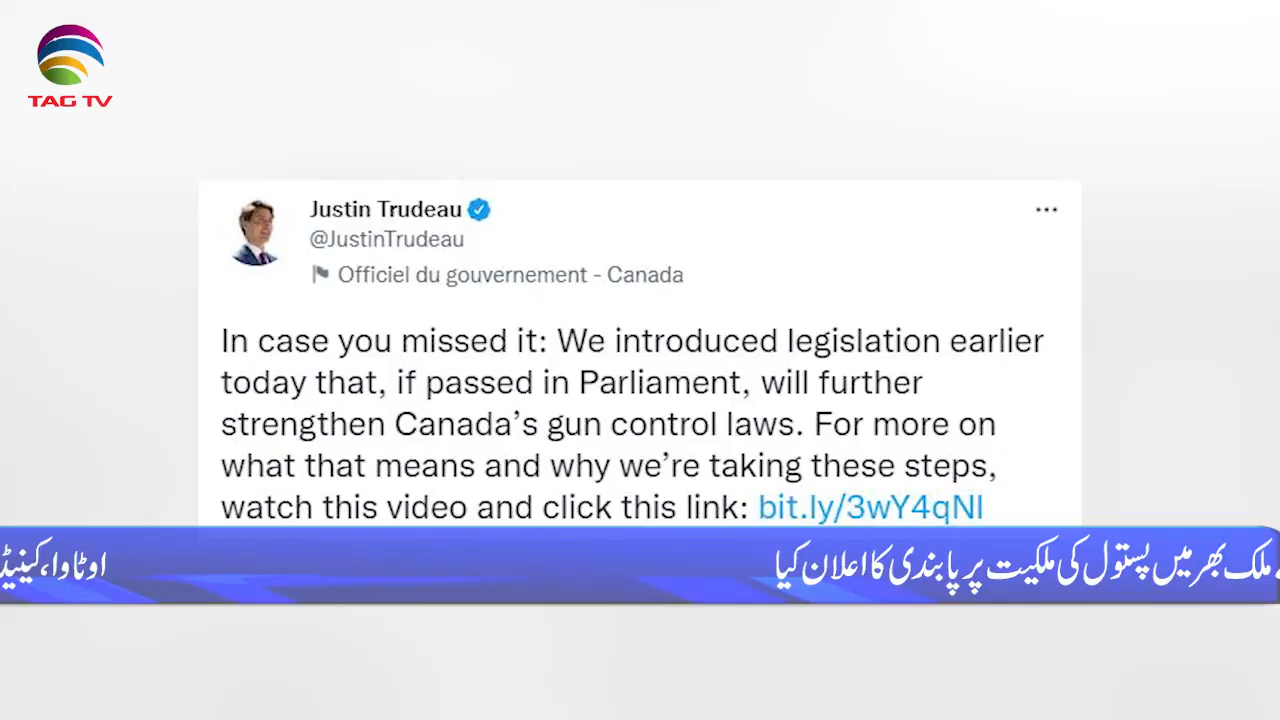 TAG TV
Justin Trudeau
@JustinTrudeau
Officiel du gouvernement - Canada
In case you missed it: We introduced legislation earlier
today that, if passed in Parliament, will further
strengthen Canada’s gun control laws. For more on
what that means and why we’re taking these steps,
watch this video and click this link: bit.ly/3wY4qNI
ملک بھر میں پستول کی ملکیت پر پابندی کا اعلان کیا
اوٹاوا،